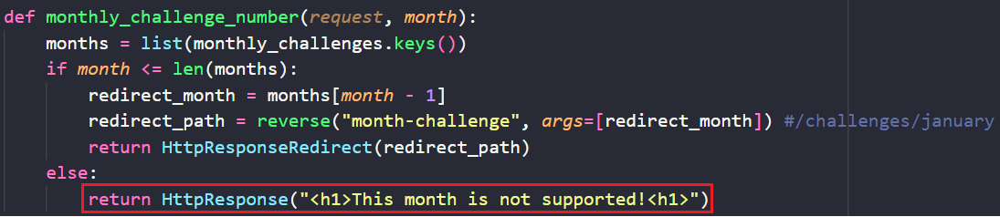 def monthly_challenge_number(request, month):
    months = list(monthly_challenges.keys())
    if month <= len(months):
        redirect_month = months[month - 1]
        redirect_path = reverse("month-challenge", args=[redirect_month]) #/challenges/january
        return HttpResponseRedirect(redirect_path)
    else:
        return HttpResponse("<h1>This month is not supported!<h1>")